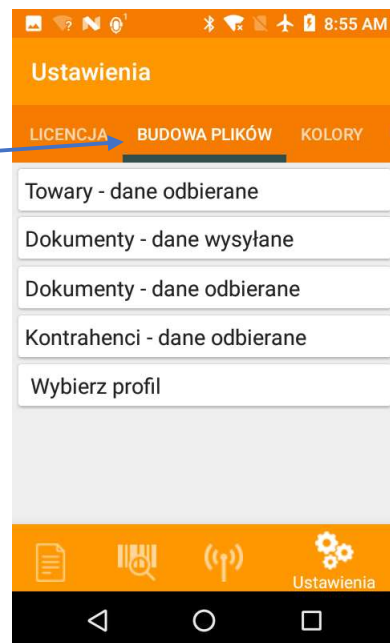 8:55 AM
Ustawienia
LICENCJA BUDOWA PLIKÓW KOLORY
Towary - dane odbierane
Dokumenty - dane wysyłane
Dokumenty - dane odbierane
Kontrahenci - dane odbierane
Wybierz profil
Ustawienia